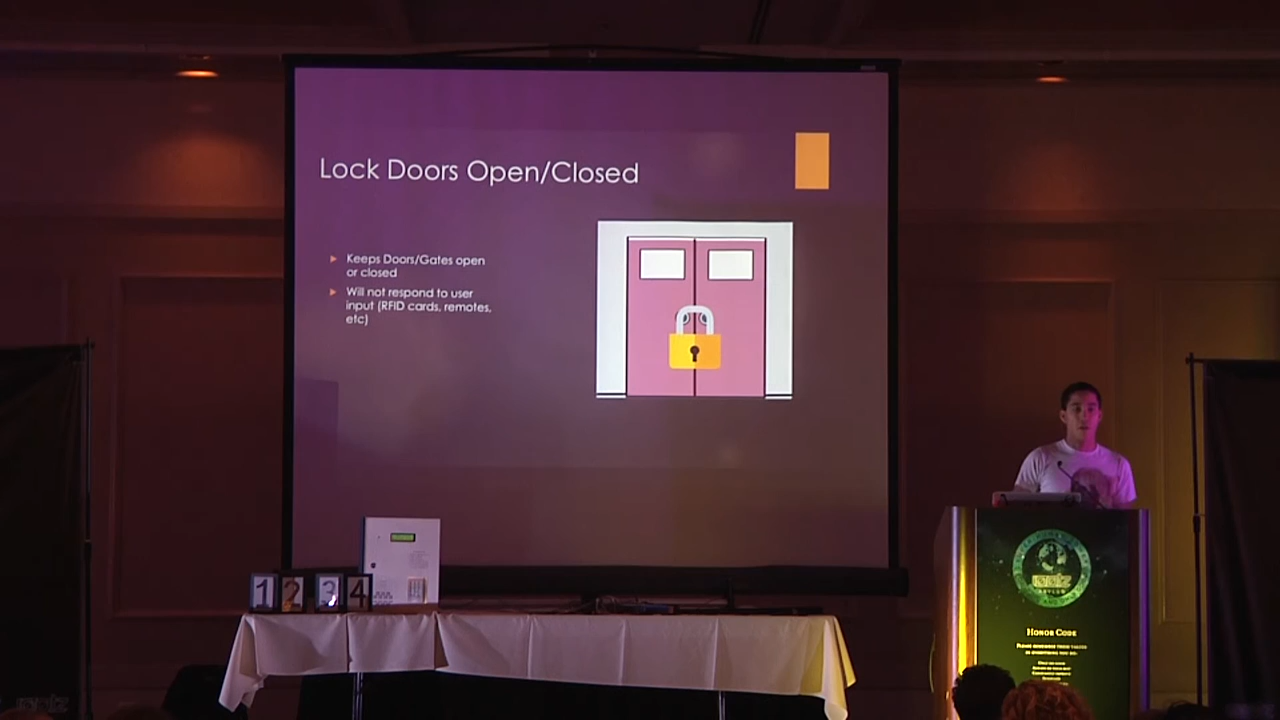 Lock Doors Open/Closed
Keeps Doors/Gates open
or closed
Will not respond to user
input (RFID cards, remotes,
etc)
1 2 3 4
HONOR CODE